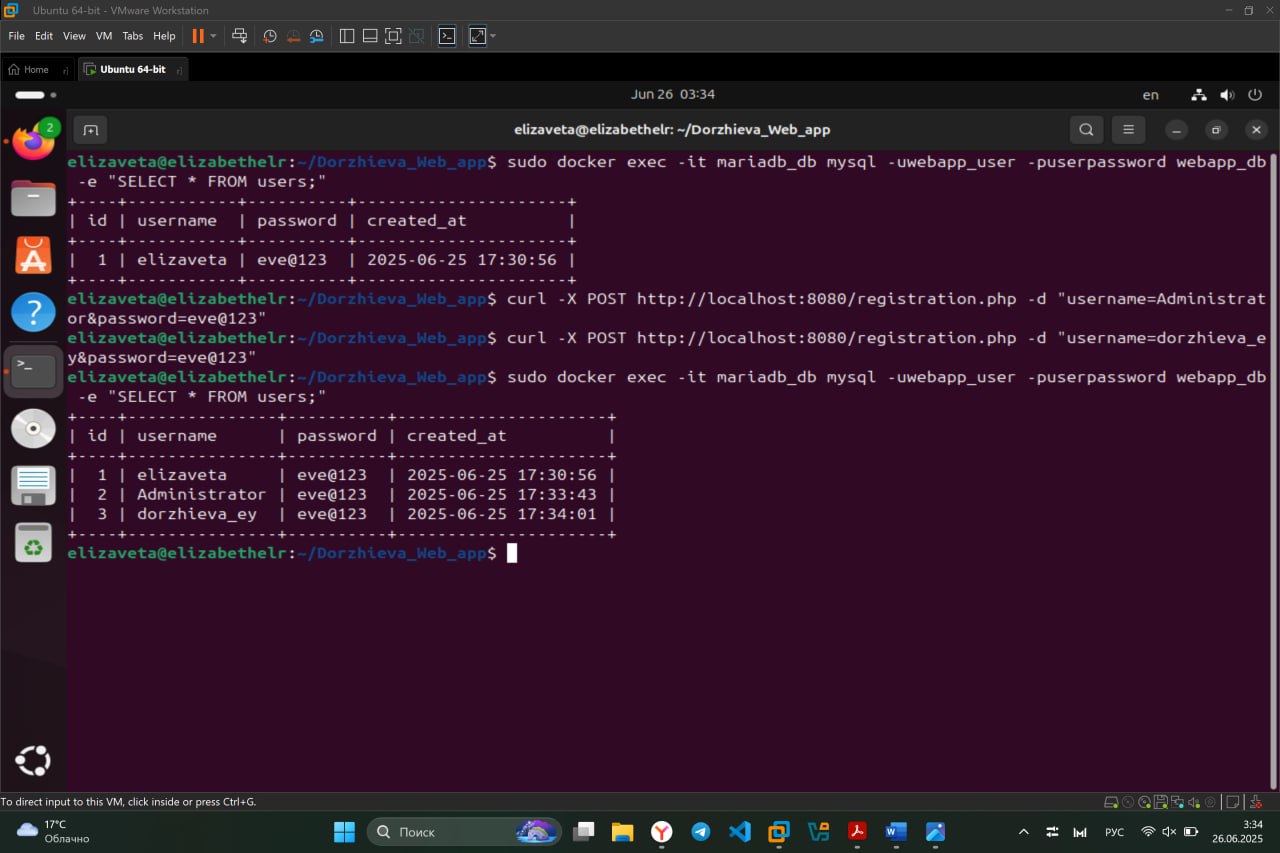 Ubuntu 64-bit - VMware Workstation
File Edit View VM Tabs Help
Home Ubuntu 64-bit
Jun 26 03:34 en
2
elizaveta@elizabethelr: ~/Dorzhieva_Web_app
elizaveta@elizabethelr:~/Dorzhieva_Web_app$ sudo docker exec -it mariadb_db mysql -uwebapp_user -puserpassword webapp_db
 -e "SELECT * FROM users;"
+----+-----------+----------+---------------------+
| id | username  | password | created_at          |
+----+-----------+----------+---------------------+
|  1 | elizaveta | eve@123  | 2025-06-25 17:30:56 |
+----+-----------+----------+---------------------+
elizaveta@elizabethelr:~/Dorzhieva_Web_app$ curl -X POST http://localhost:8080/registration.php -d "username=Administrat
or&password=eve@123"
elizaveta@elizabethelr:~/Dorzhieva_Web_app$ curl -X POST http://localhost:8080/registration.php -d "username=dorzhieva_e
y&password=eve@123"
elizaveta@elizabethelr:~/Dorzhieva_Web_app$ sudo docker exec -it mariadb_db mysql -uwebapp_user -puserpassword webapp_db
 -e "SELECT * FROM users;"
+----+---------------+----------+---------------------+
| id | username      | password | created_at          |
+----+---------------+----------+---------------------+
|  1 | elizaveta     | eve@123  | 2025-06-25 17:30:56 |
|  2 | Administrator | eve@123  | 2025-06-25 17:33:43 |
|  3 | dorzhieva_ey  | eve@123  | 2025-06-25 17:34:01 |
+----+---------------+----------+---------------------+
elizaveta@elizabethelr:~/Dorzhieva_Web_app$
To direct input to this VM, click inside or press Ctrl+G.
17°C
Облачно
Поиск
РУС
3:34
26.06.2025